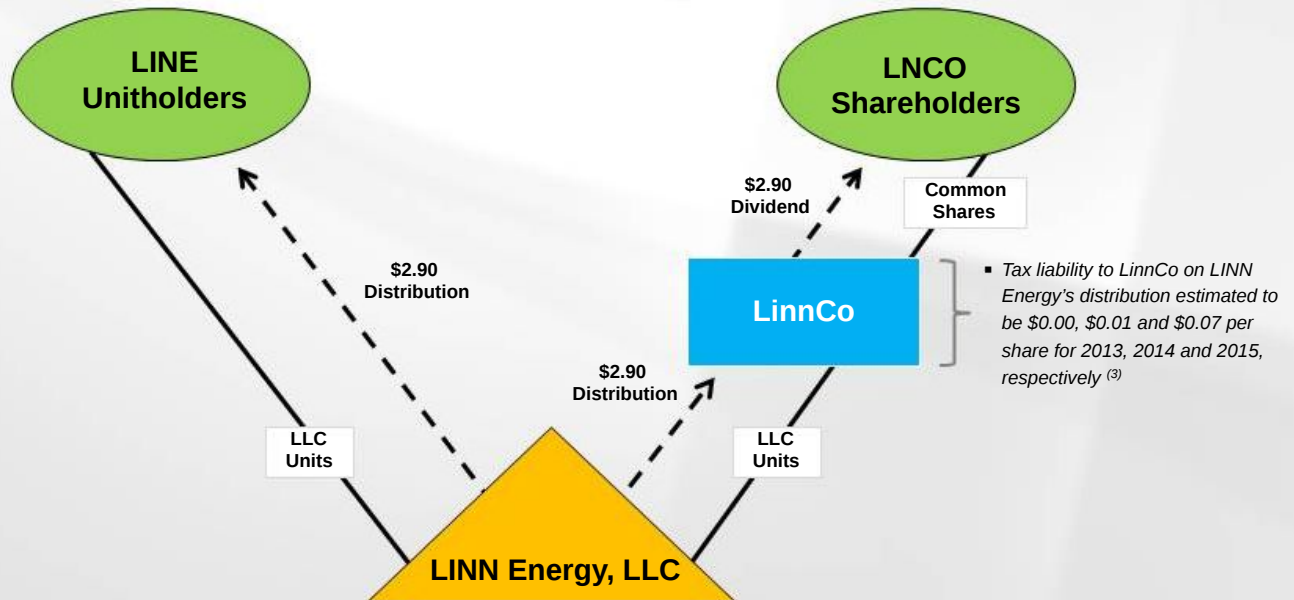 LINE
Unitholders
LNCO
Shareholders
$2.90
Dividend
Common
Shares
$2.90
Distribution
LinnCo
▪ Tax liability to LinnCo on LINN
Energy’s distribution estimated to
be $0.00, $0.01 and $0.07 per
share for 2013, 2014 and 2015,
respectively (3)
$2.90
Distribution
LLC
Units
LLC
Units
LINN Energy, LLC